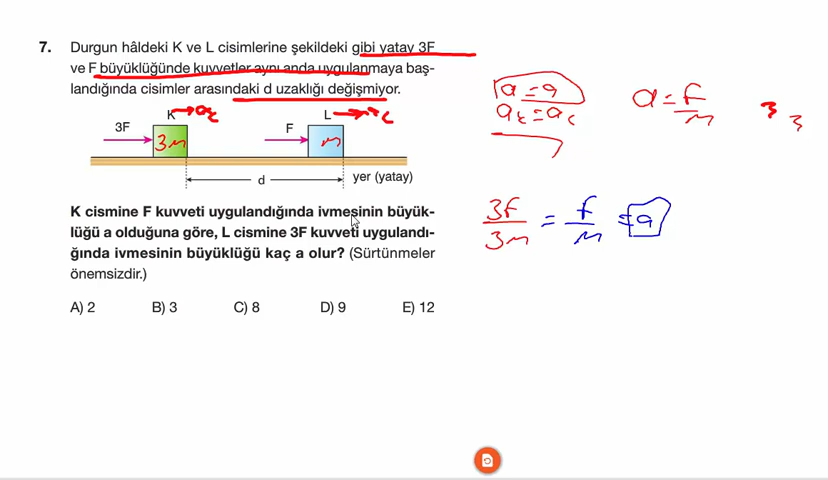 7. Durgun hâldeki K ve L cisimlerine şekildeki gibi yatay 3F
ve F büyüklüğünde kuvvetler aynı anda uygulanmaya baş-
landığında cisimler arasındaki d uzaklığı değişmiyor.
K
L
3F
F
3m
m
d
yer (yatay)
K cismine F kuvveti uygulandığında ivmesinin büyük-
lüğü a olduğuna göre, L cismine 3F kuvveti uygulandı-
ğında ivmesinin büyüklüğü kaç a olur? (Sürtünmeler
önemsizdir.)
A) 2 B) 3 C) 8 D) 9 E) 12
a = a
a = F/m
3 3
3F/3m = F/m = a